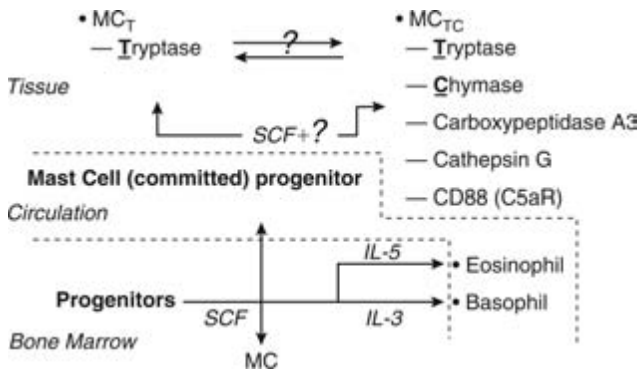 • MC_T
— Tryptase
?
• MC_TC
— Tryptase
— Chymase
— Carboxypeptidase A3
— Cathepsin G
— CD88 (C5aR)
Tissue
SCF+?
Mast Cell (committed) progenitor
Circulation
IL-5
• Eosinophil
Progenitors
SCF
IL-3
• Basophil
Bone Marrow
MC